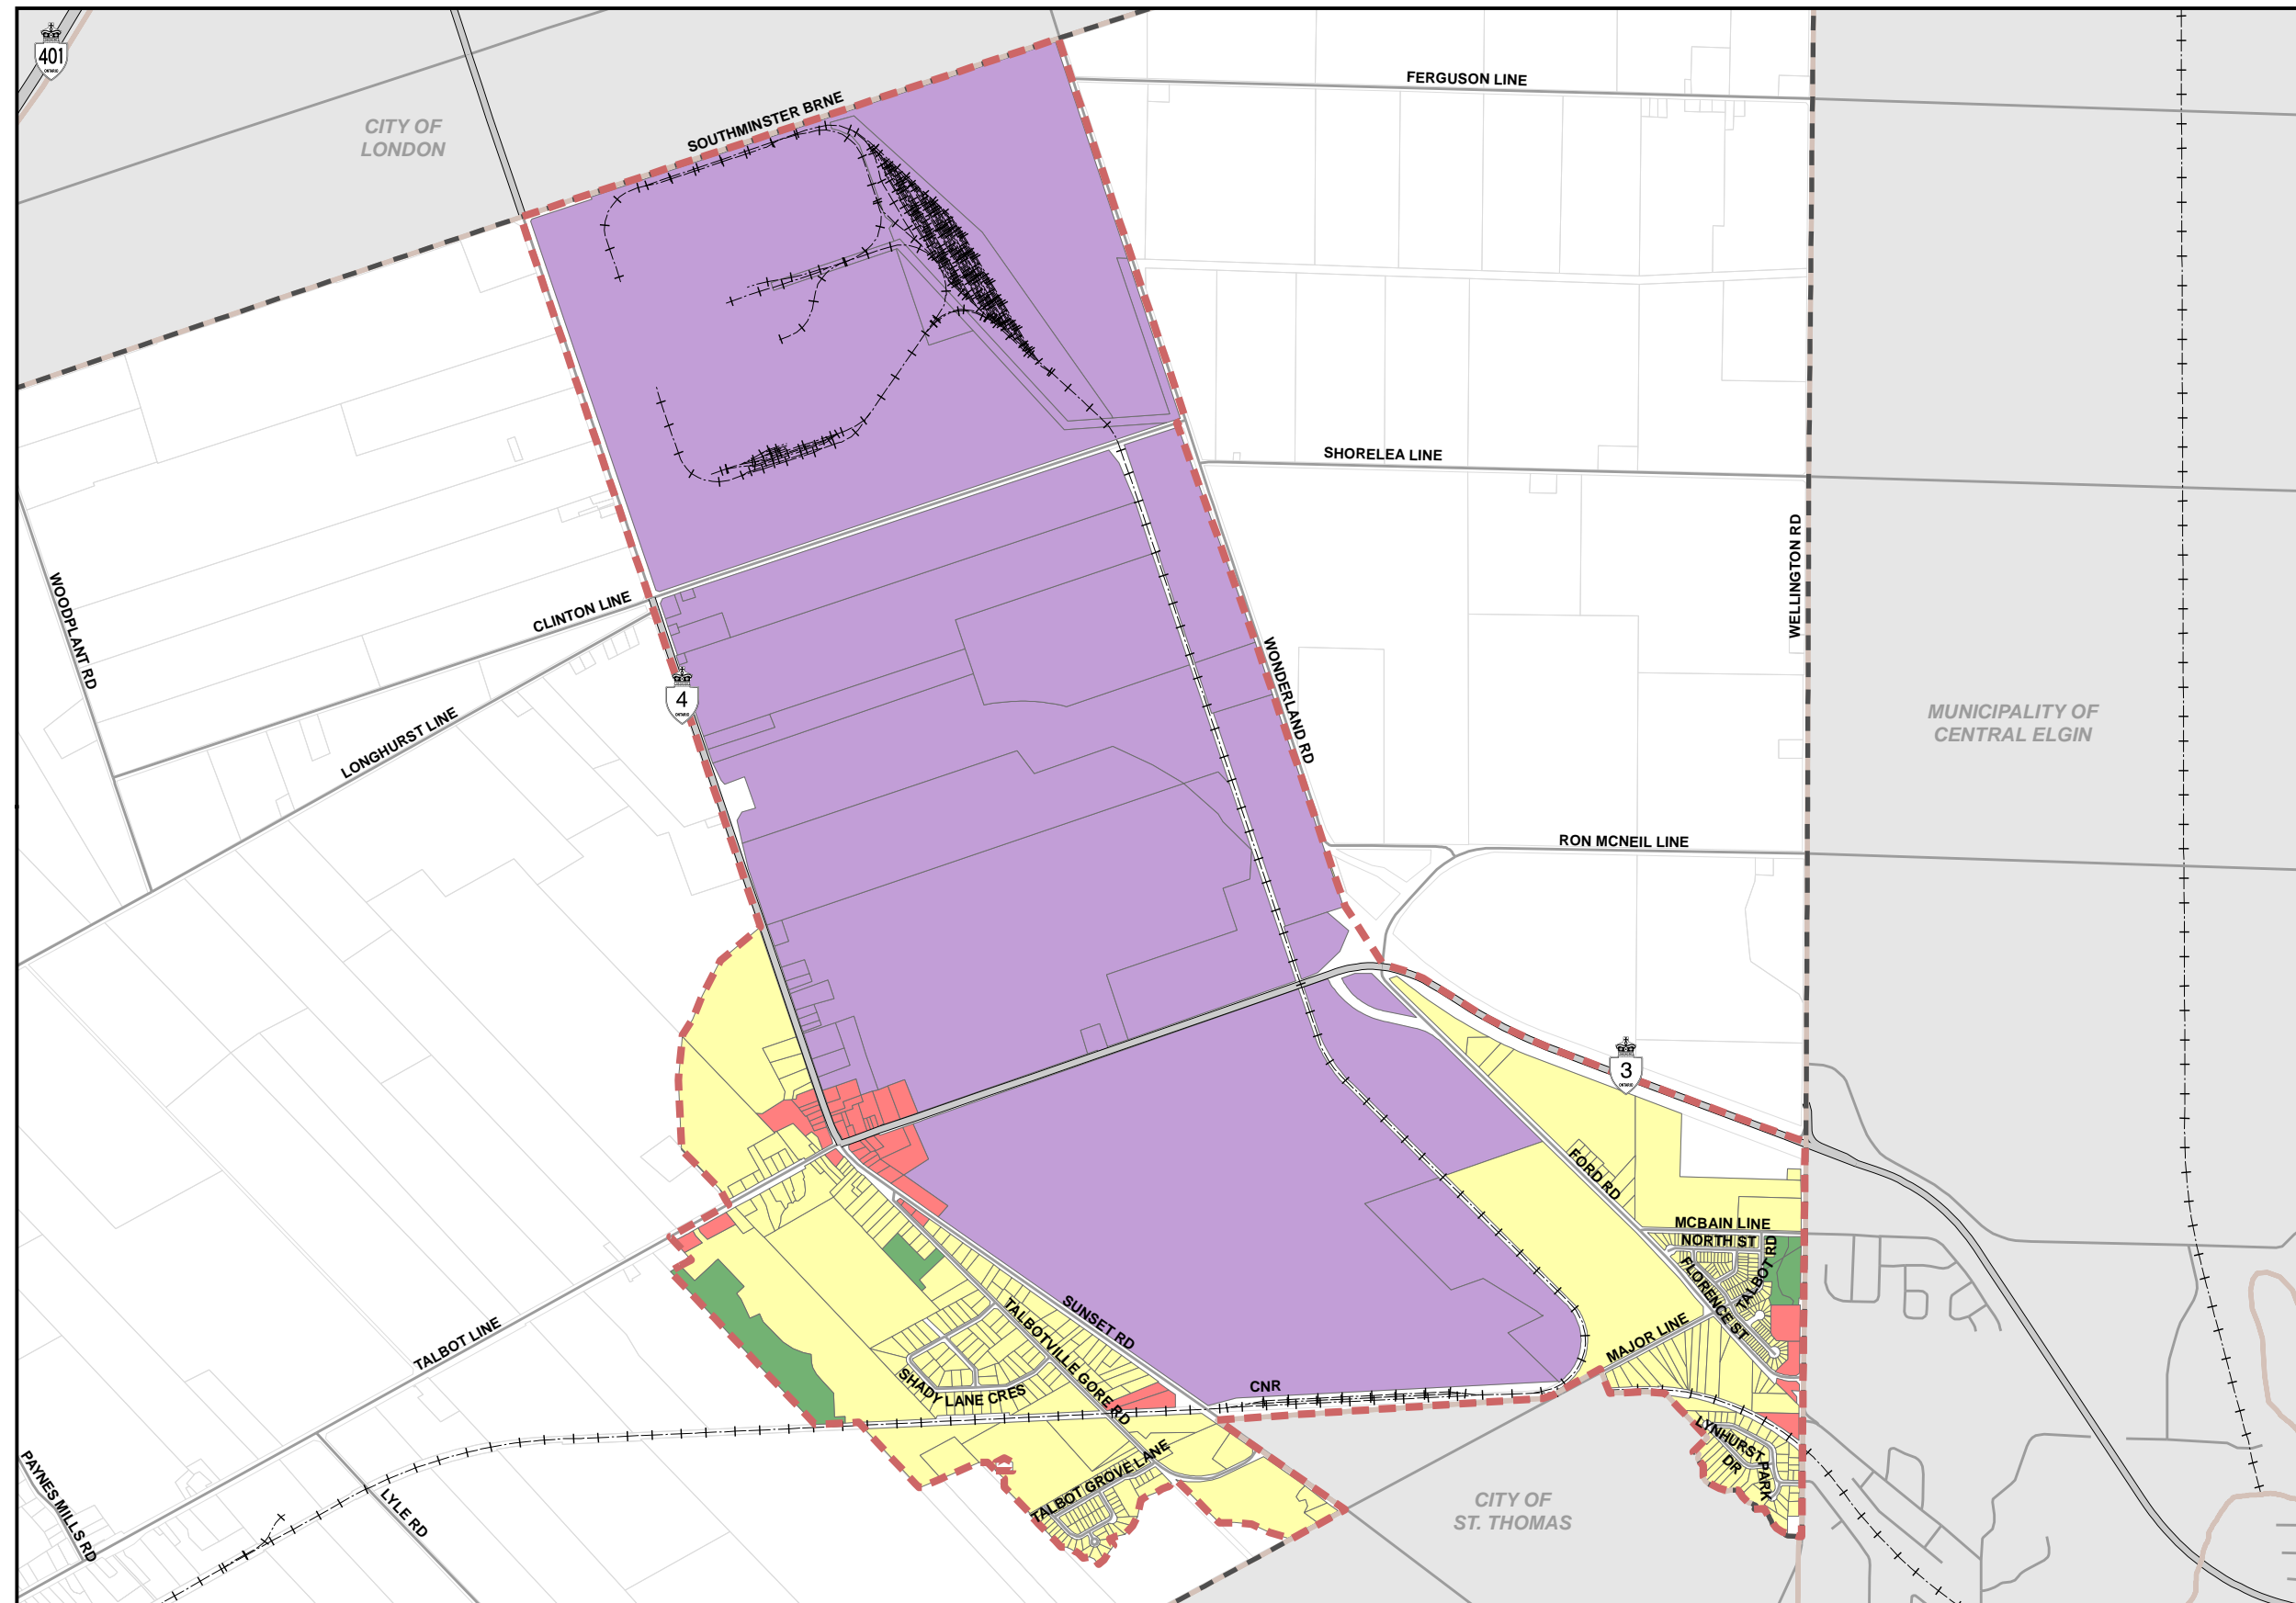 401
ONTARIO
FERGUSON LINE
CITY OF
LONDON
SOUTHMINSTER BRNE
SHORELEA LINE
WELLINGTON RD
WOODPLANT RD
CLINTON LINE
4
ONTARIO
WONDERLAND RD
LONGHURST LINE
MUNICIPALITY OF
CENTRAL ELGIN
RON MCNEIL LINE
3
ONTARIO
FORD RD
MCBAIN LINE
NORTH ST
TALBOT RD
FLORENCE ST
MAJOR LINE
TALBOT LINE
SUNSET RD
TALBOTVILLE GORE RD
SHADY LANE CRES
CNR
LYNHURST PARK
DR
TALBOT GROVE LANE
CITY OF
ST. THOMAS
PAYNES MILLS RD
LYLE RD